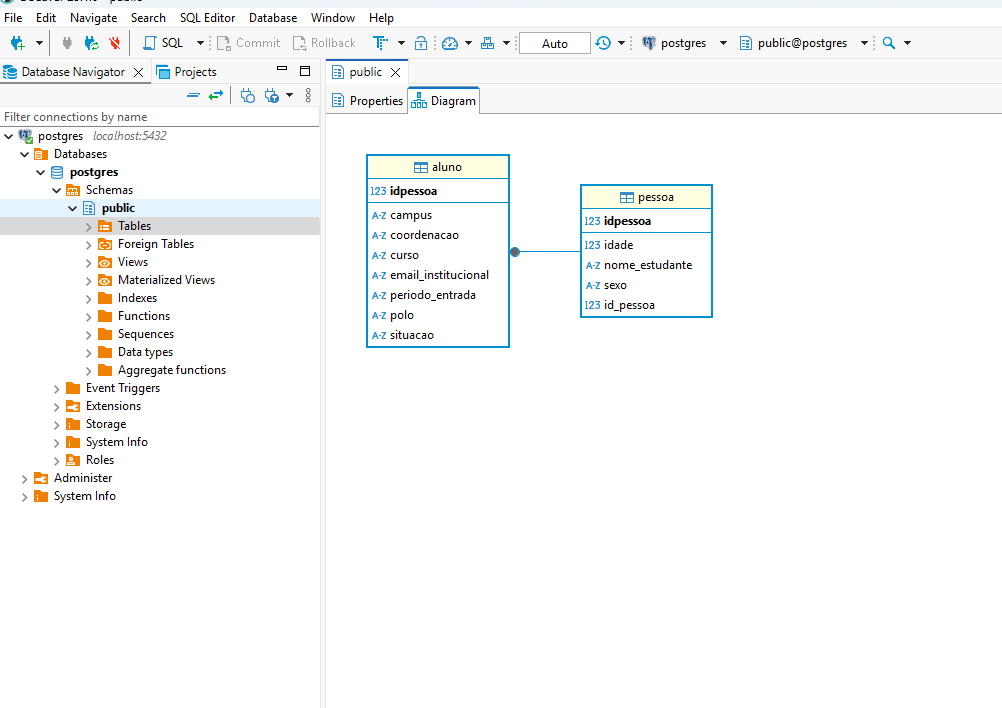 File Edit Navigate Search SQL Editor Database Window Help
SQL Commit Rollback Auto postgres public@postgres
Database Navigator Projects
public
Properties Diagram
Filter connections by name
postgres localhost:5432
Databases
postgres
Schemas
public
Tables
Foreign Tables
Views
Materialized Views
Indexes
Functions
Sequences
Data types
Aggregate functions
Event Triggers
Extensions
Storage
System Info
Roles
Administer
System Info
aluno
123 idpessoa
A-Z campus
A-Z coordenacao
A-Z curso
A-Z email_institucional
A-Z periodo_entrada
A-Z polo
A-Z situacao
pessoa
123 idpessoa
123 idade
A-Z nome_estudante
A-Z sexo
123 id_pessoa